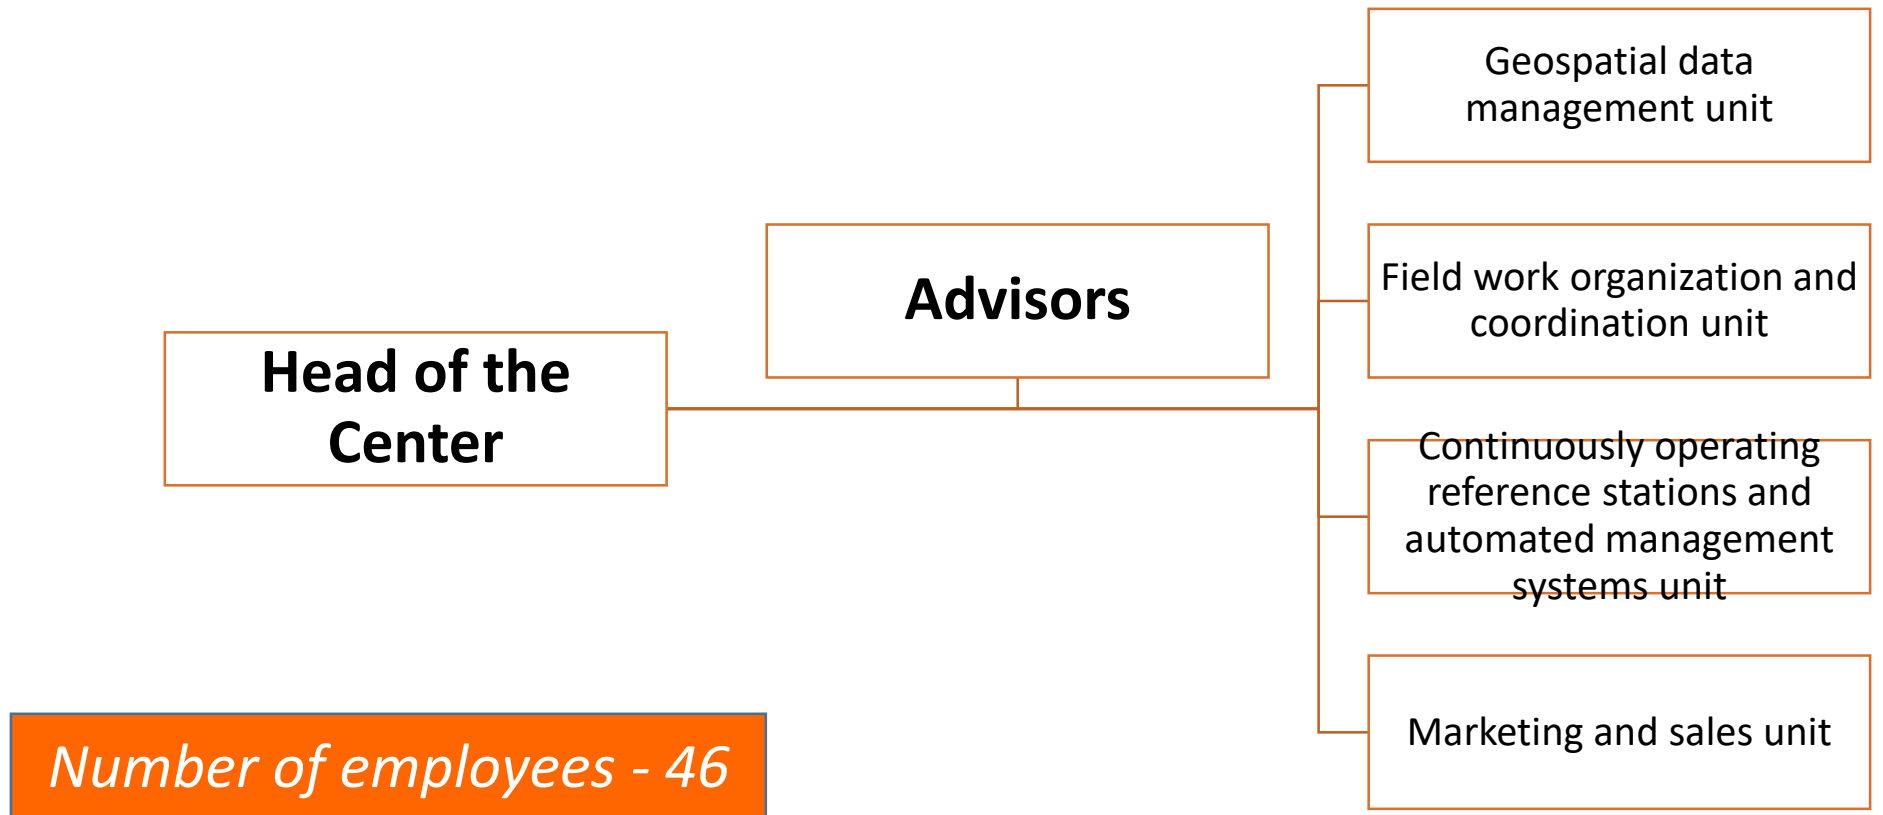 Head of the
Center
Advisors
Geospatial data
management unit
Field work organization and
coordination unit
Continuously operating
reference stations and
automated management
systems unit
Marketing and sales unit
Number of employees - 46